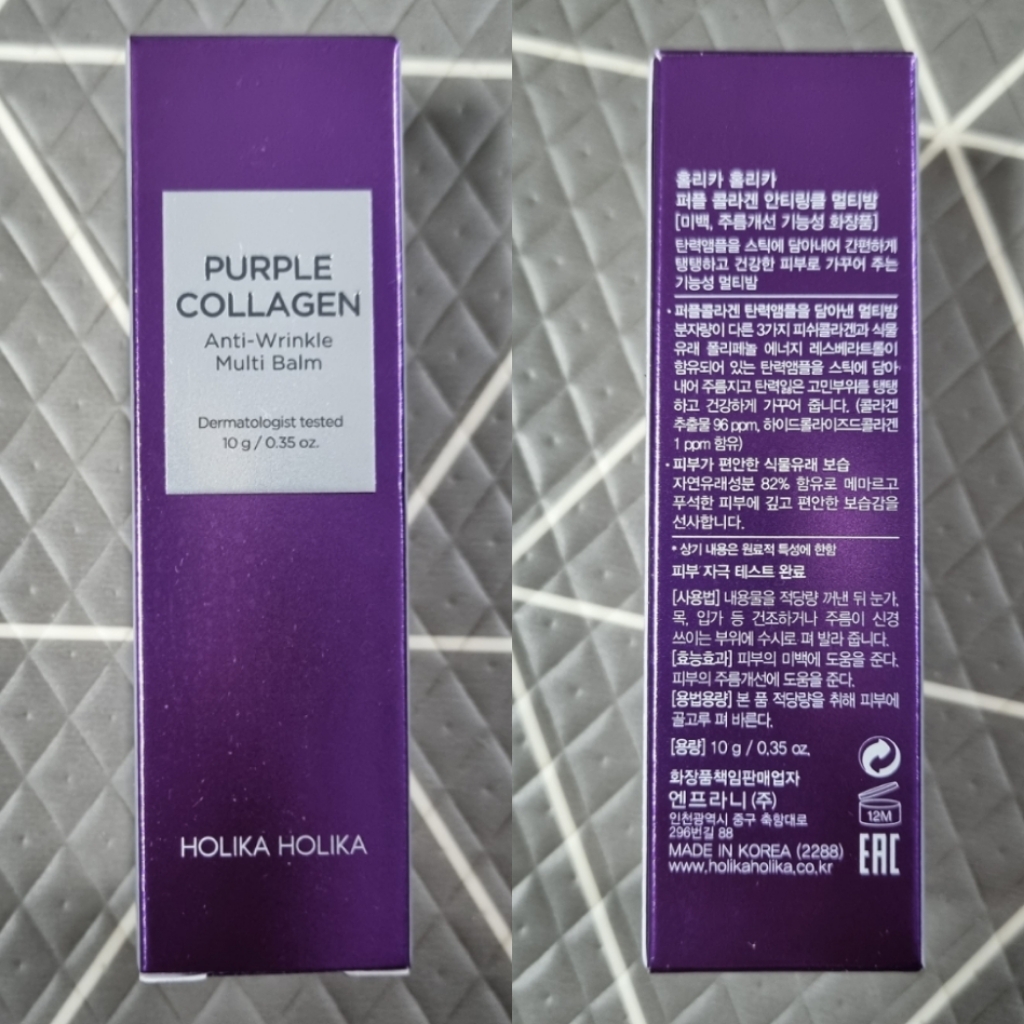 PURPLE
COLLAGEN
Anti-Wrinkle
Multi Balm
Dermatologist tested
10 g / 0.35 oz.
HOLIKA HOLIKA
홀리카 홀리카
퍼플 콜라겐 안티링클 멀티밤
[미백, 주름개선 기능성 화장품]
탄력앰플을 스틱에 담아내어 간편하게
탱탱하고 건강한 피부로 가꾸어 주는
기능성 멀티밤
• 퍼플콜라겐 탄력앰플을 담아낸 멀티밤
분자량이 다른 3가지 피쉬콜라겐과 식물
유래 폴리페놀 에너지 레스베라트롤이
함유되어 있는 탄력앰플을 스틱에 담아
내어 주름지고 탄력잃은 고민부위를 탱탱
하고 건강하게 가꾸어 줍니다. (콜라겐
추출물 96 ppm, 하이드롤라이즈드콜라겐
1 ppm 함유)
• 피부가 편안한 식물유래 보습
자연유래성분 82% 함유로 메마르고
푸석한 피부에 깊고 편안한 보습감을
선사합니다.
* 상기 내용은 원료적 특성에 한함
피부 자극 테스트 완료
[사용법] 내용물을 적당량 꺼낸 뒤 눈가,
목, 입가 등 건조하거나 주름이 신경
쓰이는 부위에 수시로 펴 발라 줍니다.
[효능효과] 피부의 미백에 도움을 준다.
피부의 주름개선에 도움을 준다.
[용법용량] 본 품 적당량을 취해 피부에
골고루 펴 바른다.
[용량] 10 g / 0.35 oz.
화장품책임판매업자
엔프라니 (주)
인천광역시 중구 축항대로
296번길 88
MADE IN KOREA (2288)
www.holikaholika.co.kr
12M
EAC